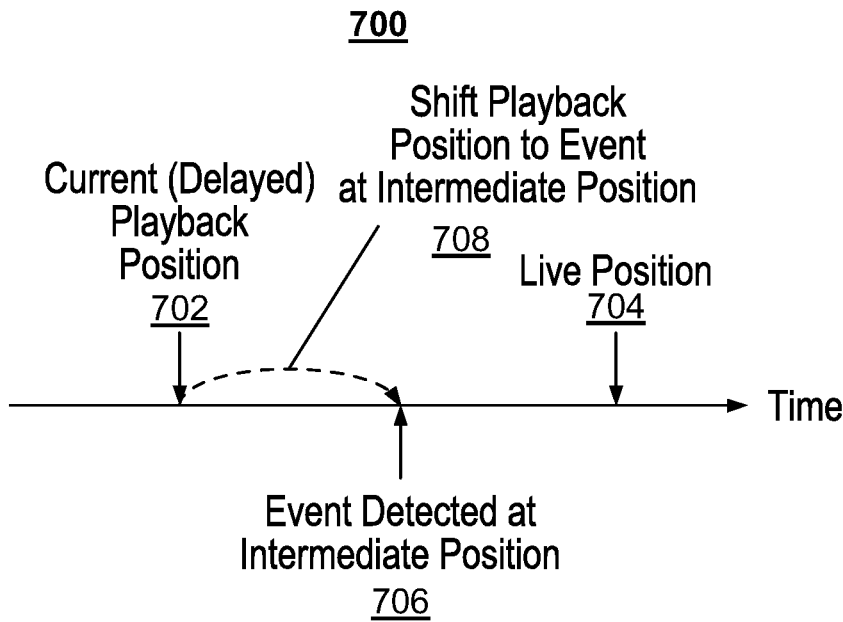 700
Shift Playback
Position to Event
at Intermediate Position
708
Current (Delayed)
Playback
Position
702
Live Position
704
Time
Event Detected at
Intermediate Position
706